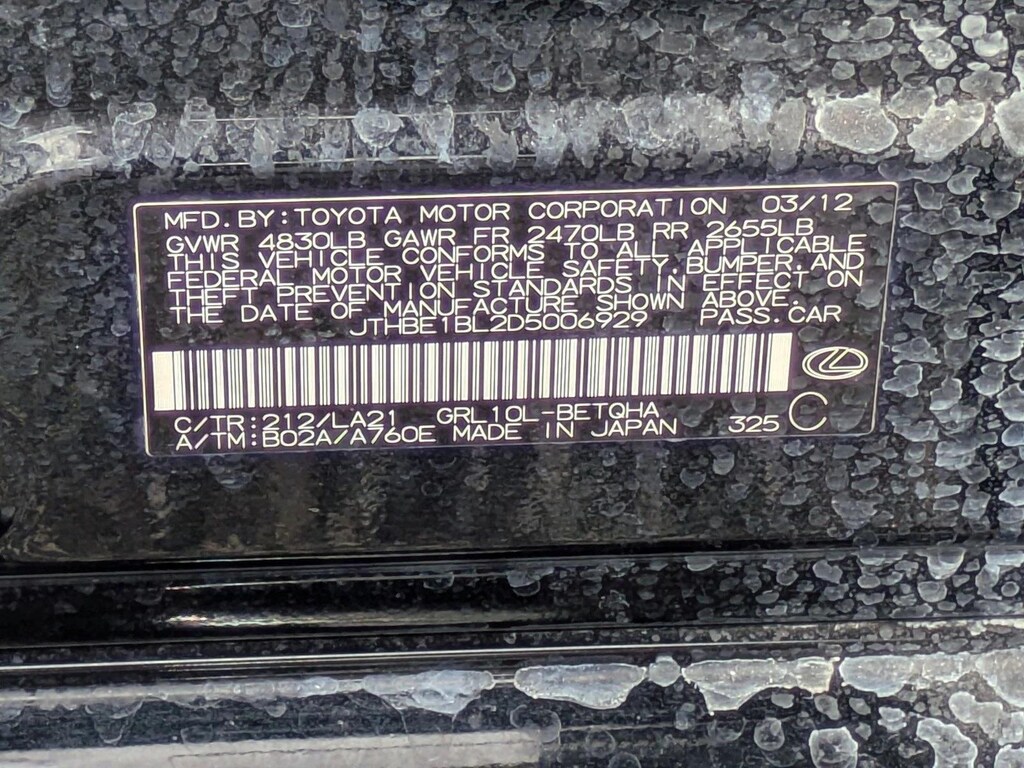 MFD.BY:TOYOTA MOTOR CORPORATION 03/12
GVWR 4830LB GAWR FR 2470LB RR 2655LB
THIS VEHICLE CONFORMS TO ALL APPLICABLE
FEDERAL MOTOR VEHICLE SAFETY,BUMPER,AND
THEFT PREVENTION STANDARDS IN EFFECT ON
THE DATE OF MANUFACTURE SHOWN ABOVE.
JTHBE1BL2D5006929 PASS.CAR
C/TR:212/LA21 GRL10L-BETQHA
A/TM:B02A/A760E MADE IN JAPAN 325 C